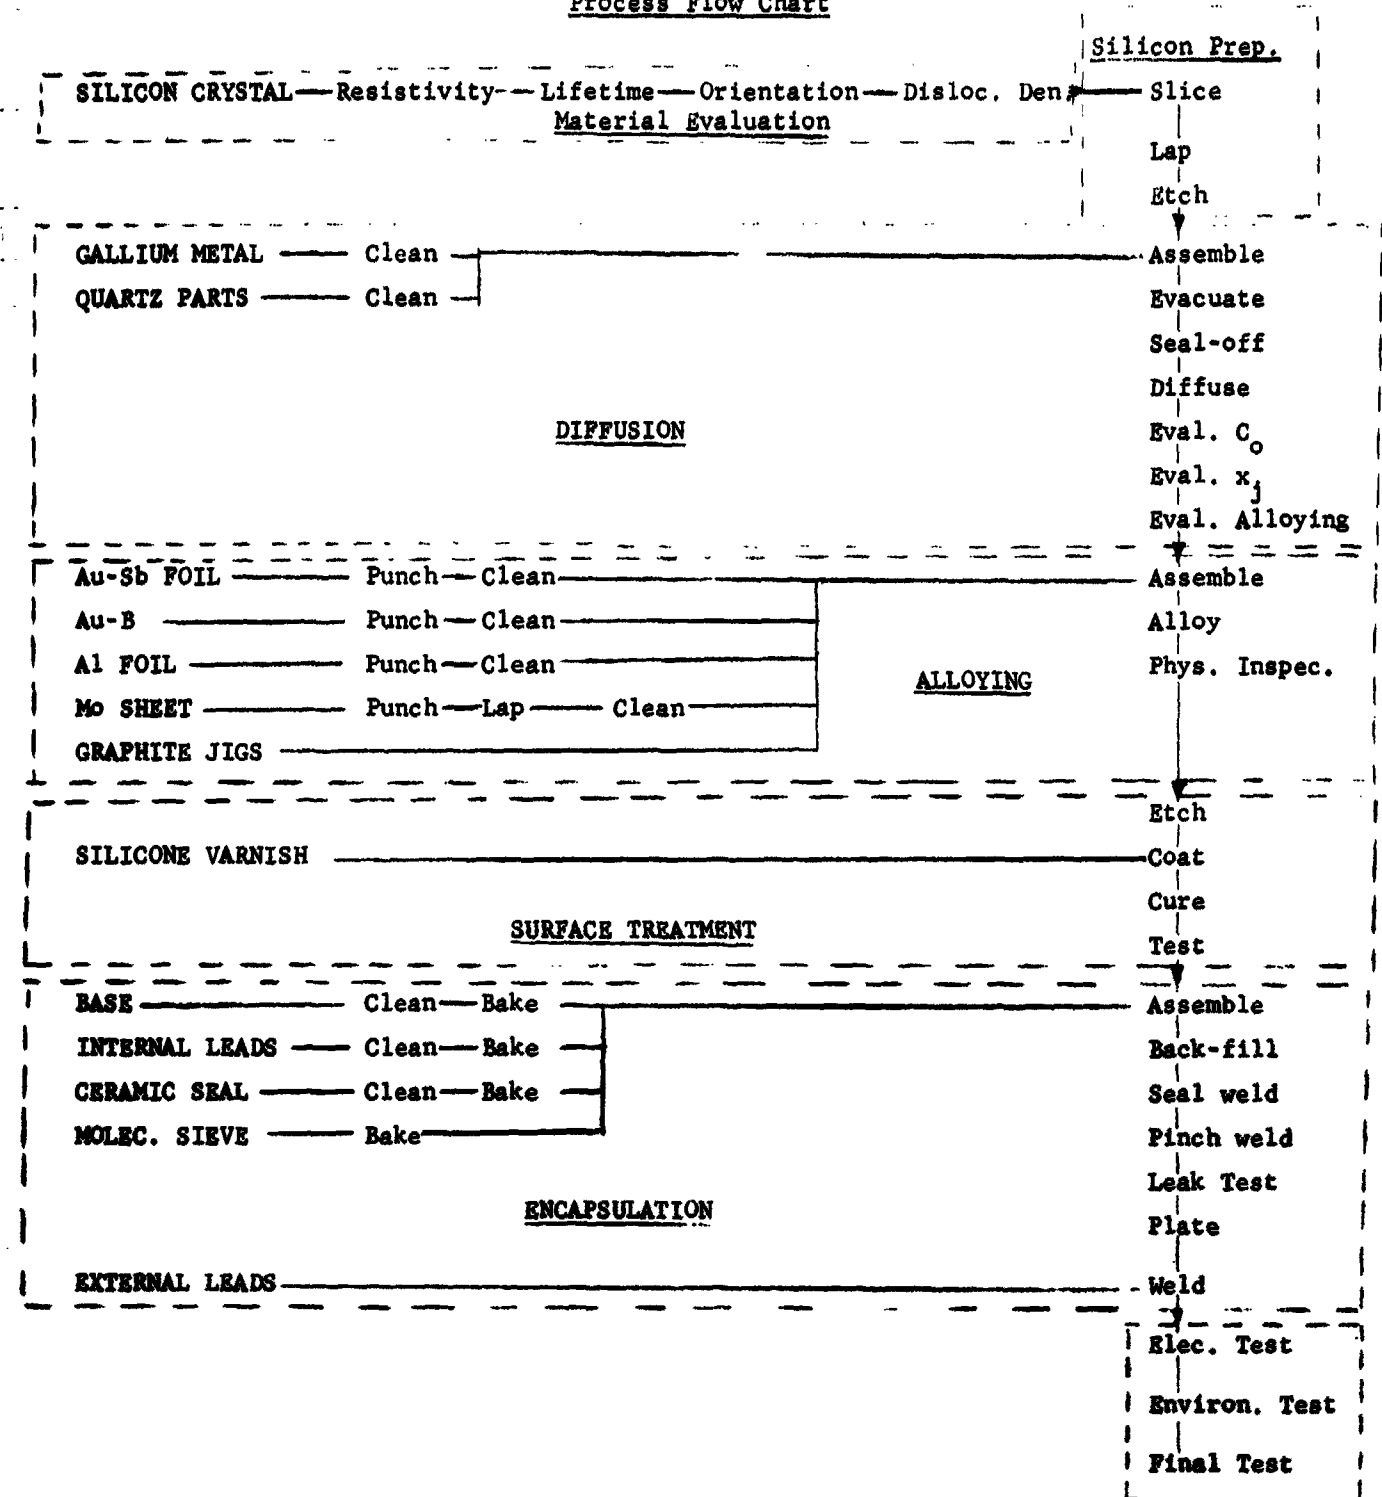 Process Flow Chart
Silicon Prep.
SILICON CRYSTAL—Resistivity--Lifetime—Orientation—Disloc. Den. Slice
Material Evaluation
Lap
Etch
GALLIUM METAL — Clean Assemble
QUARTZ PARTS — Clean Evacuate
Seal-off
Diffuse
DIFFUSION Eval. Co
Eval. xj
Eval. Alloying
Au-Sb FOIL — Punch—Clean Assemble
Au-B — Punch—Clean Alloy
Al FOIL — Punch—Clean Phys. Inspec.
ALLOYING
Mo SHEET — Punch—Lap — Clean
GRAPHITE JIGS
Etch
SILICONE VARNISH — Coat
Cure
SURFACE TREATMENT
Test
BASE — Clean—Bake Assemble
INTERNAL LEADS — Clean—Bake Back-fill
CERAMIC SEAL — Clean—Bake Seal weld
MOLEC. SIEVE — Bake Pinch weld
Leak Test
ENCAPSULATION
Plate
EXTERNAL LEADS — Weld
Elec. Test
Environ. Test
Final Test